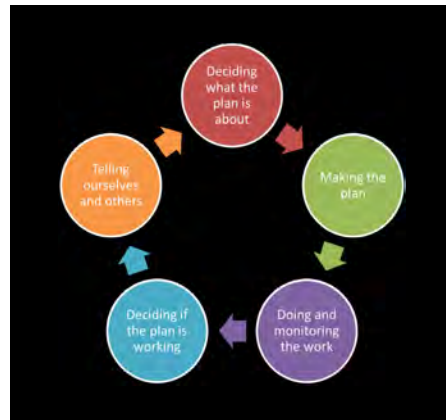 Deciding
what the
plan is
about
Making the
plan
Doing and
monitoring
the work
Deciding if
the plan is
working
Telling
ourselves
and others